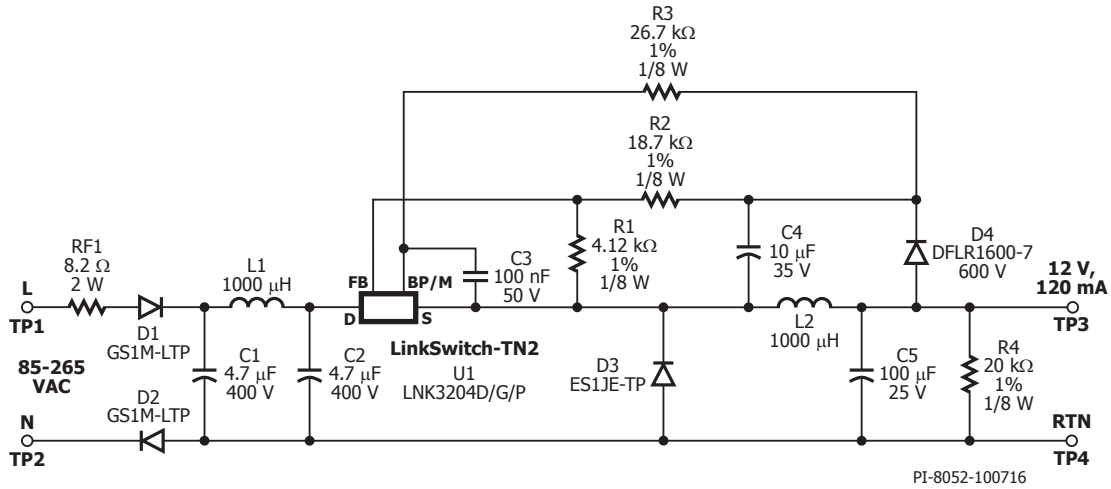 R3
26.7 kΩ
1%
1/8 W
R2
18.7 kΩ
1%
1/8 W
RF1
8.2 Ω
2 W
L1
1000 μH
FB
BP/M
D
S
C3
100 nF
50 V
R1
4.12 kΩ
1%
1/8 W
C4
10 μF
35 V
D4
DFLR1600-7
600 V
12 V,
120 mA
TP3
L
TP1
D1
GS1M-LTP
85-265
VAC
C1
4.7 μF
400 V
C2
4.7 μF
400 V
LinkSwitch-TN2
U1
LNK3204D/G/P
D3
ES1JE-TP
L2
1000 μH
C5
100 μF
25 V
R4
20 kΩ
1%
1/8 W
D2
GS1M-LTP
N
TP2
RTN
TP4
PI-8052-100716